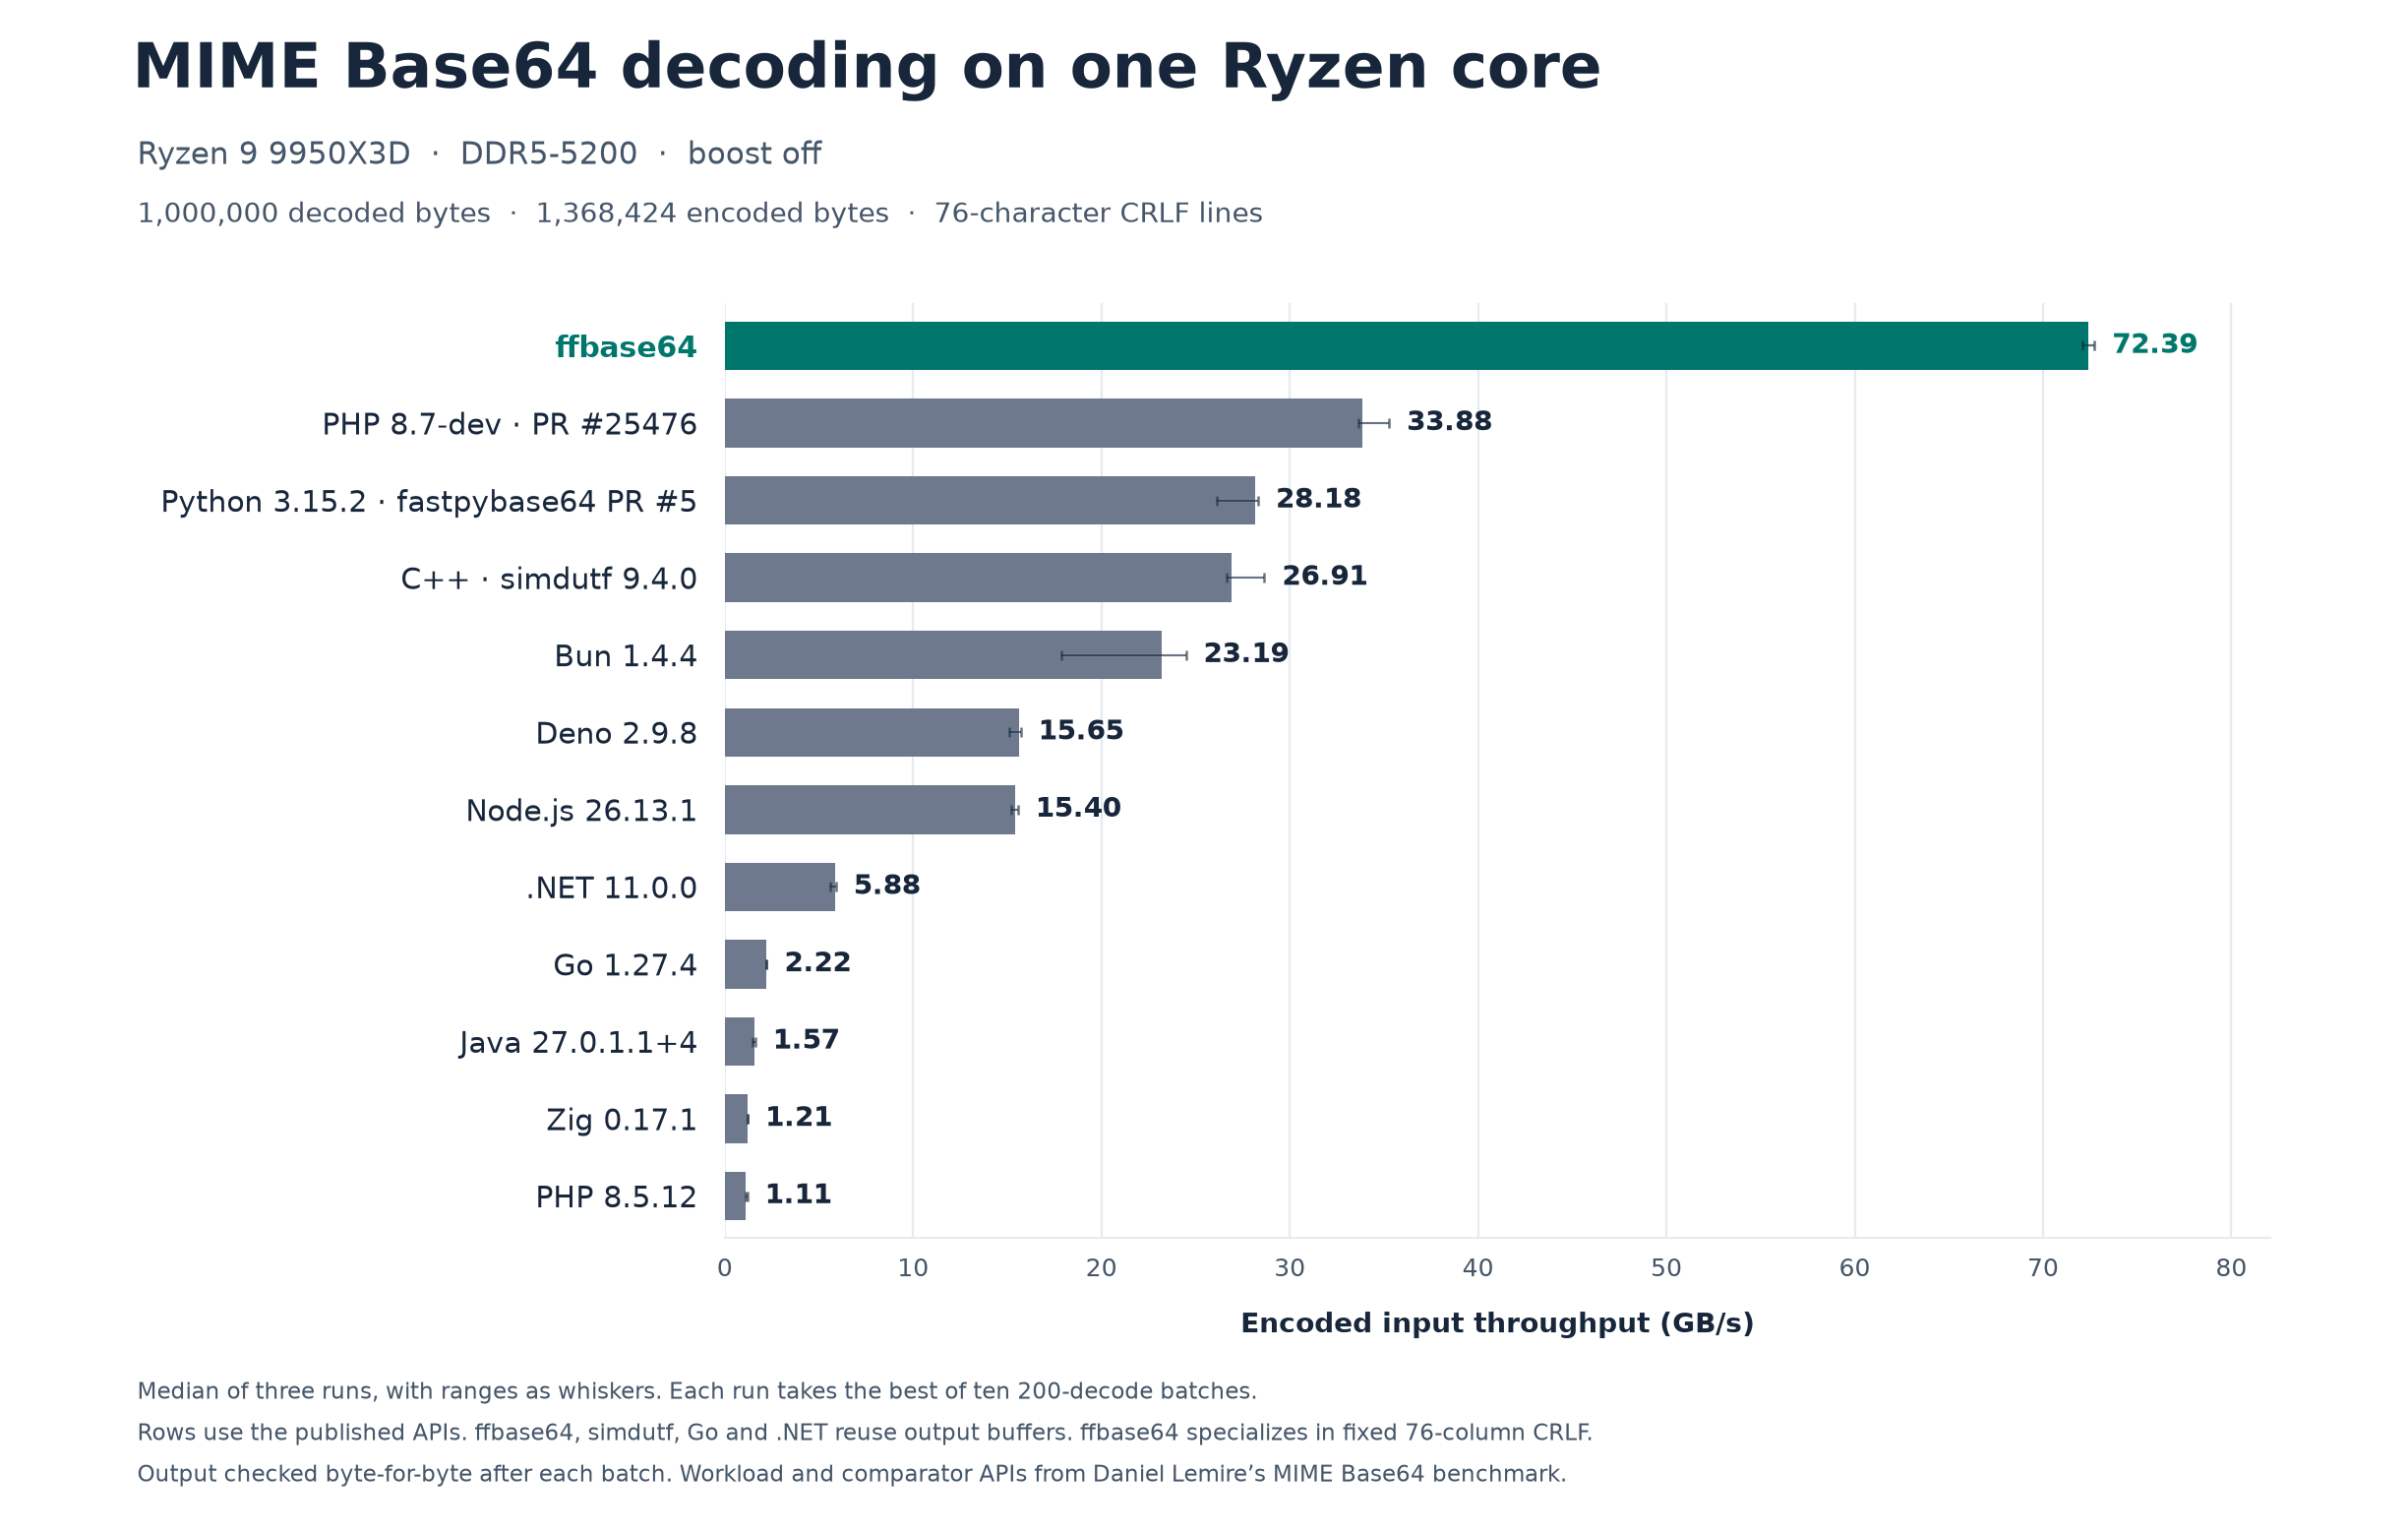 MIME Base64 decoding on one Ryzen core
Ryzen 9 9950X3D · DDR5-5200 · boost off
1,000,000 decoded bytes · 1,368,424 encoded bytes · 76-character CRLF lines
ffbase64 72.39
PHP 8.7-dev · PR #25476 33.88
Python 3.15.2 · fastpybase64 PR #5 28.18
C++ · simdutf 9.4.0 26.91
Bun 1.4.4 23.19
Deno 2.9.8 15.65
Node.js 26.13.1 15.40
.NET 11.0.0 5.88
Go 1.27.4 2.22
Java 27.0.1.1+4 1.57
Zig 0.17.1 1.21
PHP 8.5.12 1.11
0 10 20 30 40 50 60 70 80
Encoded input throughput (GB/s)
Median of three runs, with ranges as whiskers. Each run takes the best of ten 200-decode batches.
Rows use the published APIs. ffbase64, simdutf, Go and .NET reuse output buffers. ffbase64 specializes in fixed 76-column CRLF.
Output checked byte-for-byte after each batch. Workload and comparator APIs from Daniel Lemire’s MIME Base64 benchmark.